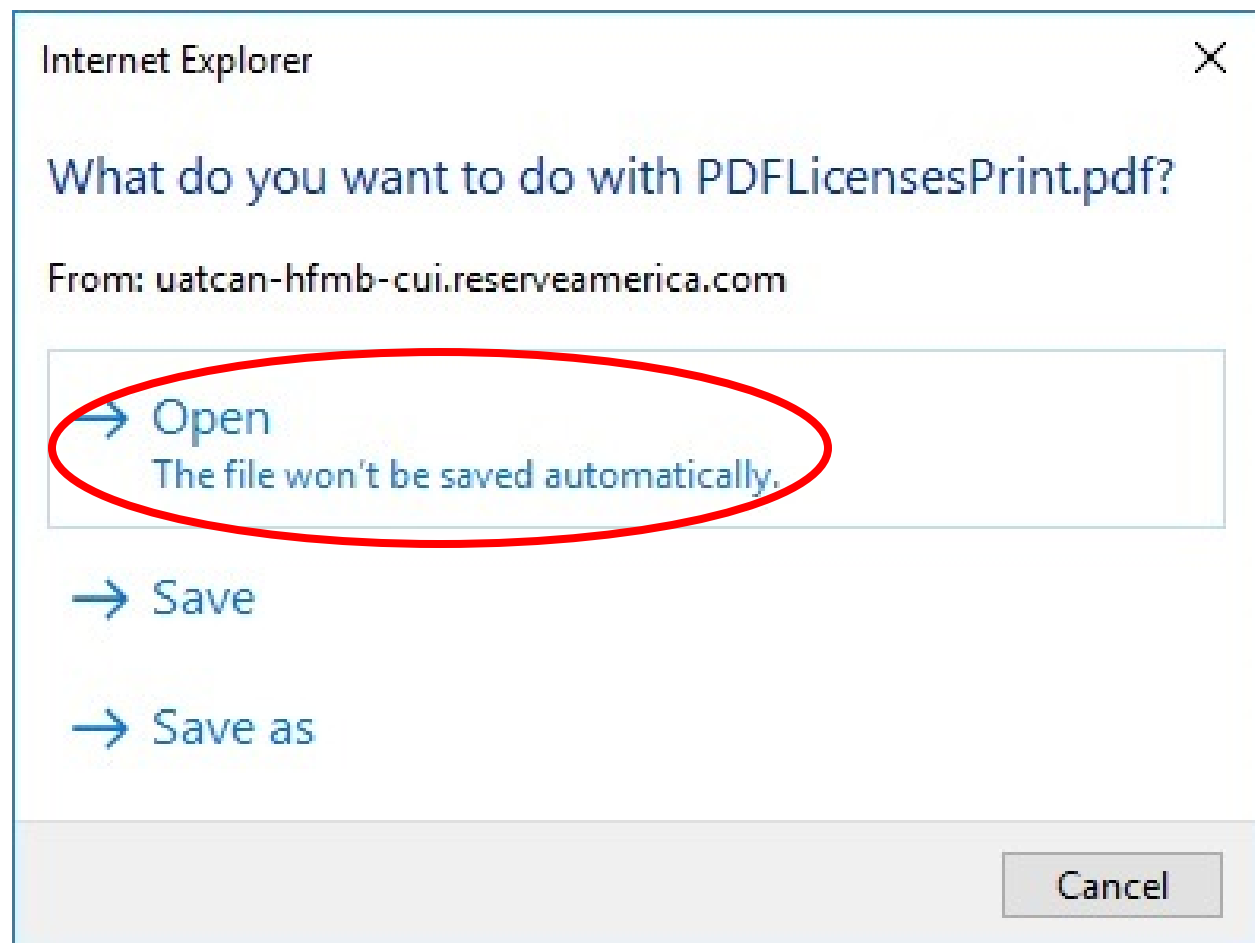 Internet Explorer
What do you want to do with PDFLicensesPrint.pdf?
From: uatcan-hfmb-cui.reserveamerica.com
Open
The file won't be saved automatically.
Save
Save as
Cancel